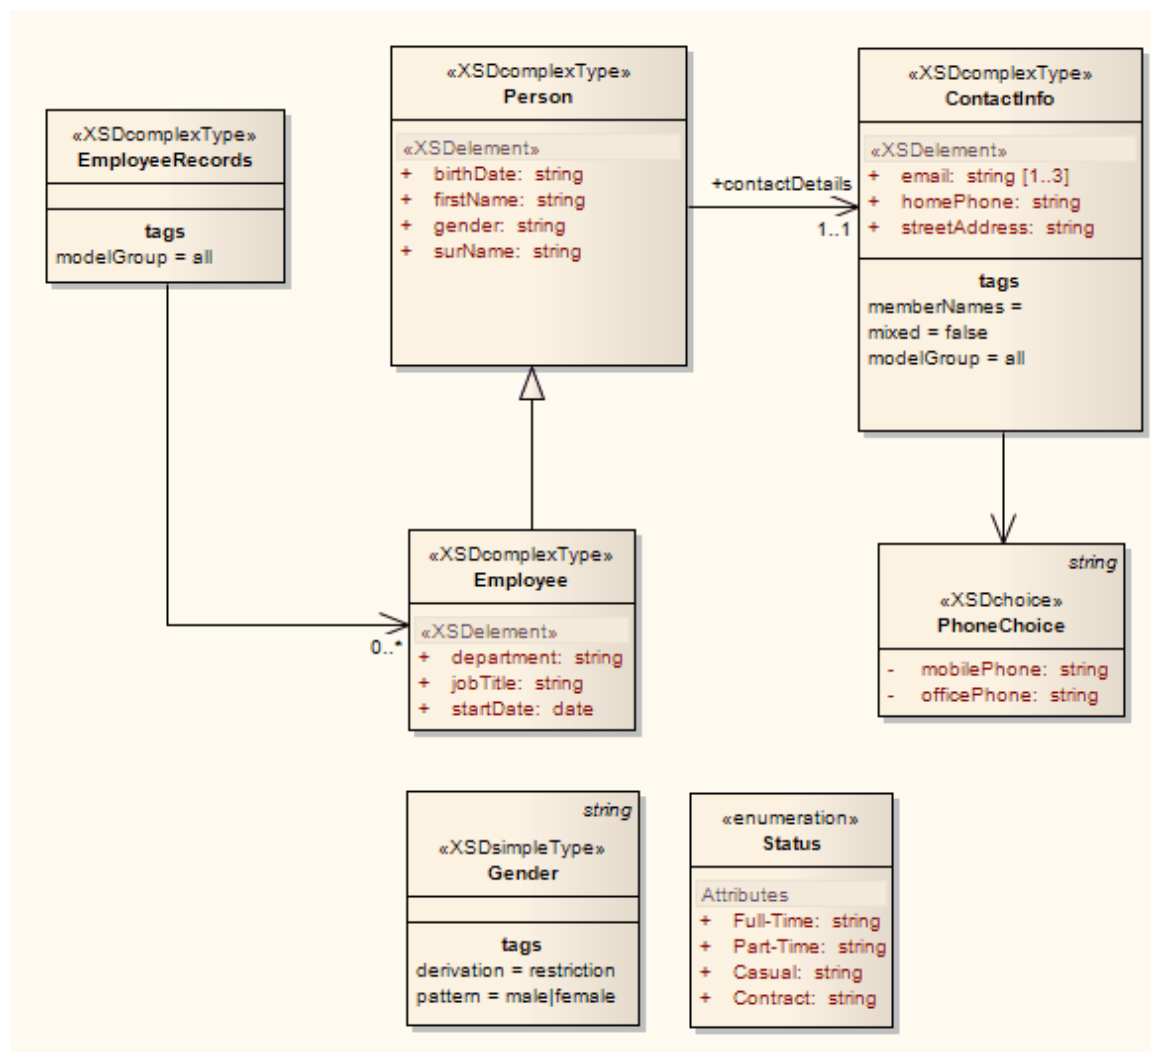 «XSDcomplexType»
EmployeeRecords
tags
modelGroup = all
«XSDcomplexType»
Person
«XSDelement»
+ birthDate: string
+ firstName: string
+ gender: string
+ surName: string
+contactDetails
1..1
«XSDcomplexType»
ContactInfo
«XSDelement»
+ email: string [1..3]
+ homePhone: string
+ streetAddress: string
tags
memberNames =
mixed = false
modelGroup = all
0..*
«XSDcomplexType»
Employee
«XSDelement»
+ department: string
+ jobTitle: string
+ startDate: date
string
«XSDchoice»
PhoneChoice
- mobilePhone: string
- officePhone: string
string
«XSDsimpleType»
Gender
tags
derivation = restriction
pattern = male|female
«enumeration»
Status
Attributes
+ Full-Time: string
+ Part-Time: string
+ Casual: string
+ Contract: string